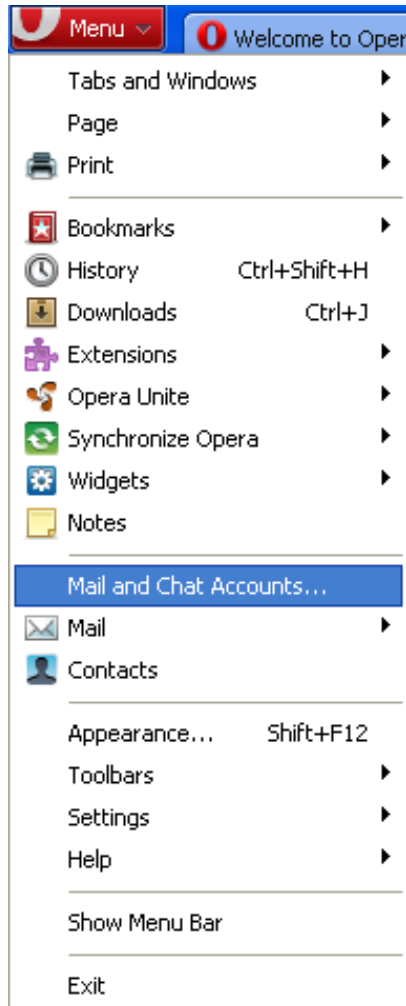 Menu Welcome to Oper
Tabs and Windows
Page
Print
Bookmarks
History Ctrl+Shift+H
Downloads Ctrl+J
Extensions
Opera Unite
Synchronize Opera
Widgets
Notes
Mail and Chat Accounts...
Mail
Contacts
Appearance... Shift+F12
Toolbars
Settings
Help
Show Menu Bar
Exit